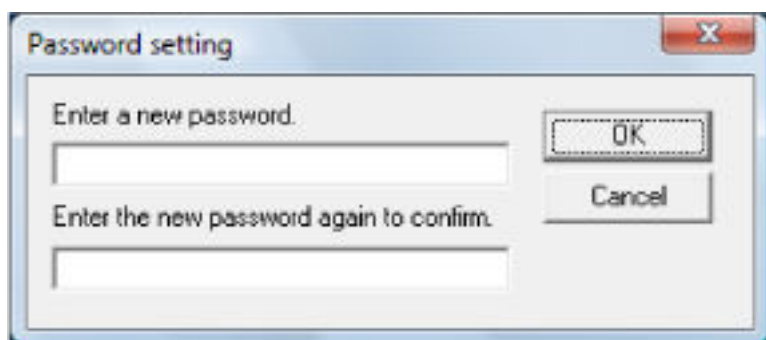 Password setting
Enter a new password.
OK
Cancel
Enter the new password again to confirm.